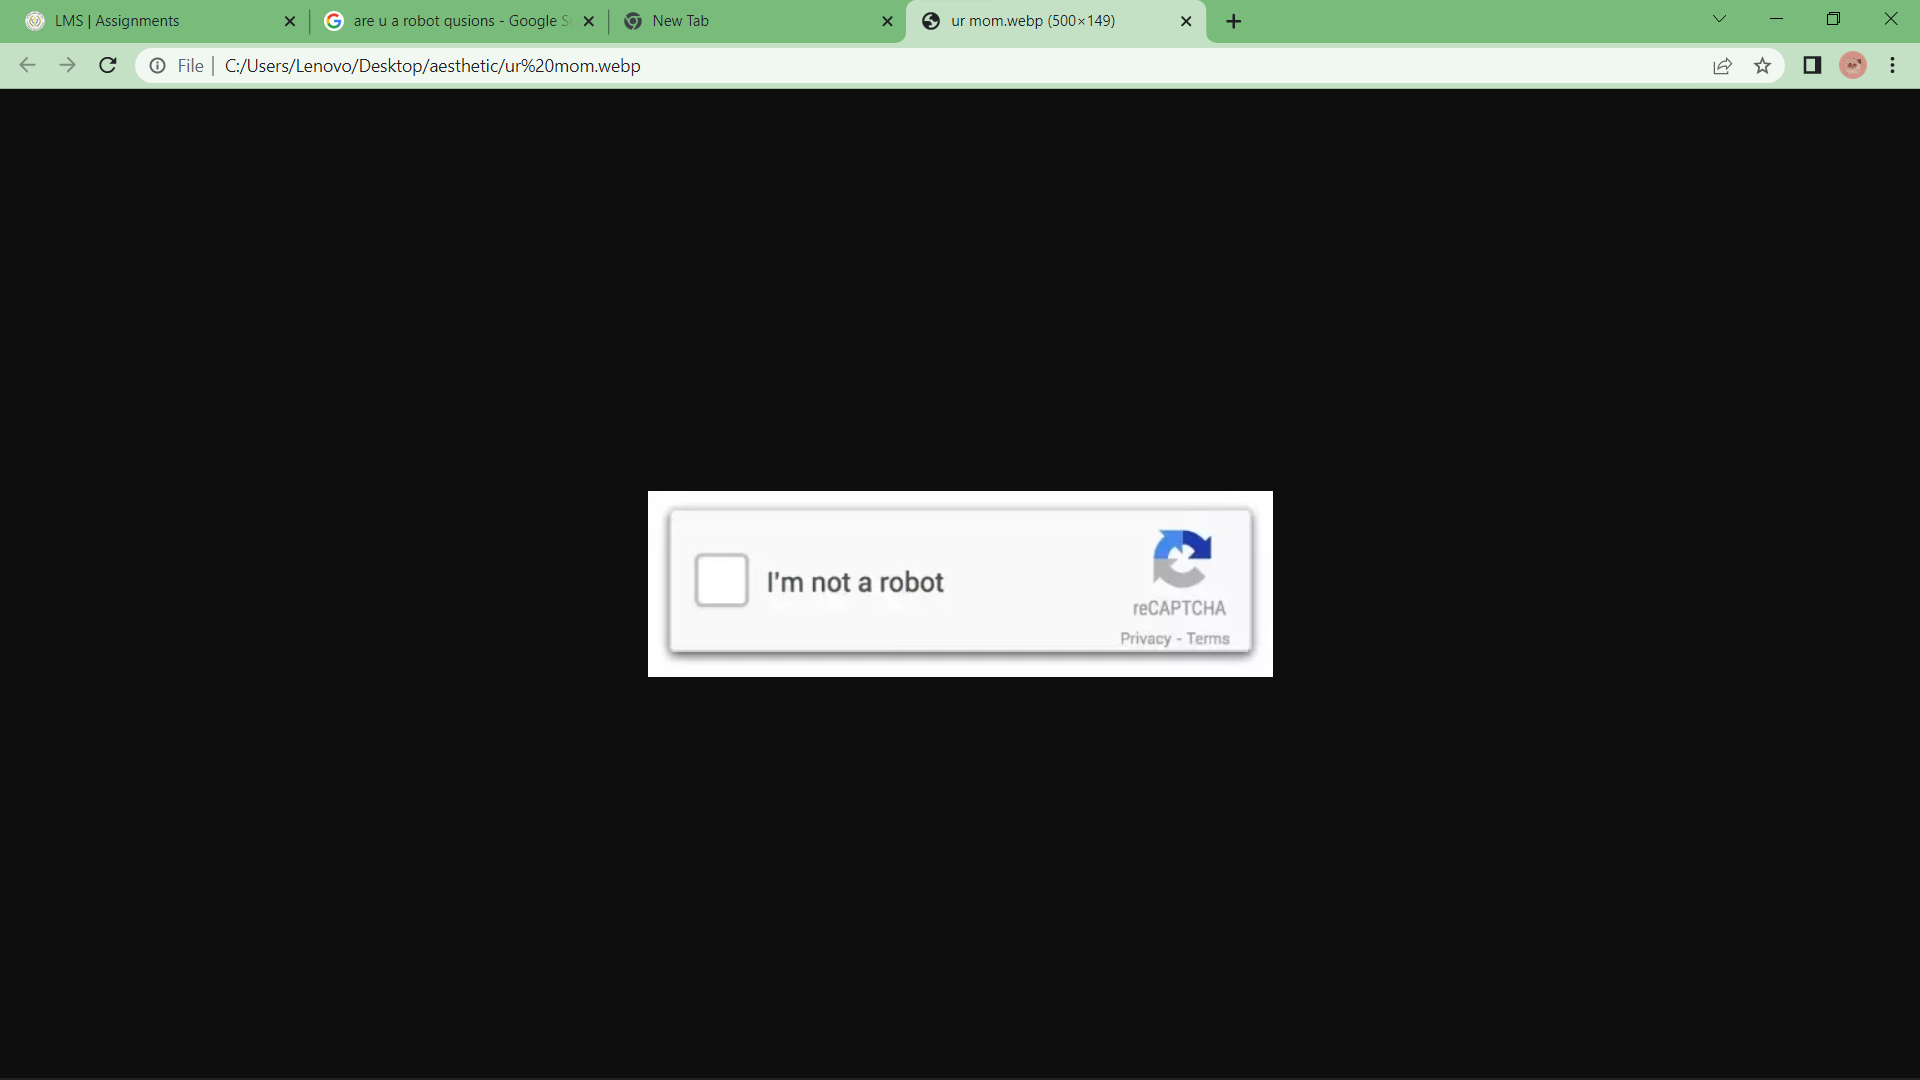 LMS | Assignments
are u a robot qusions - Google S
New Tab
ur mom.webp (500×149)
File
C:/Users/Lenovo/Desktop/aesthetic/ur%20mom.webp
I'm not a robot
reCAPTCHA
Privacy - Terms